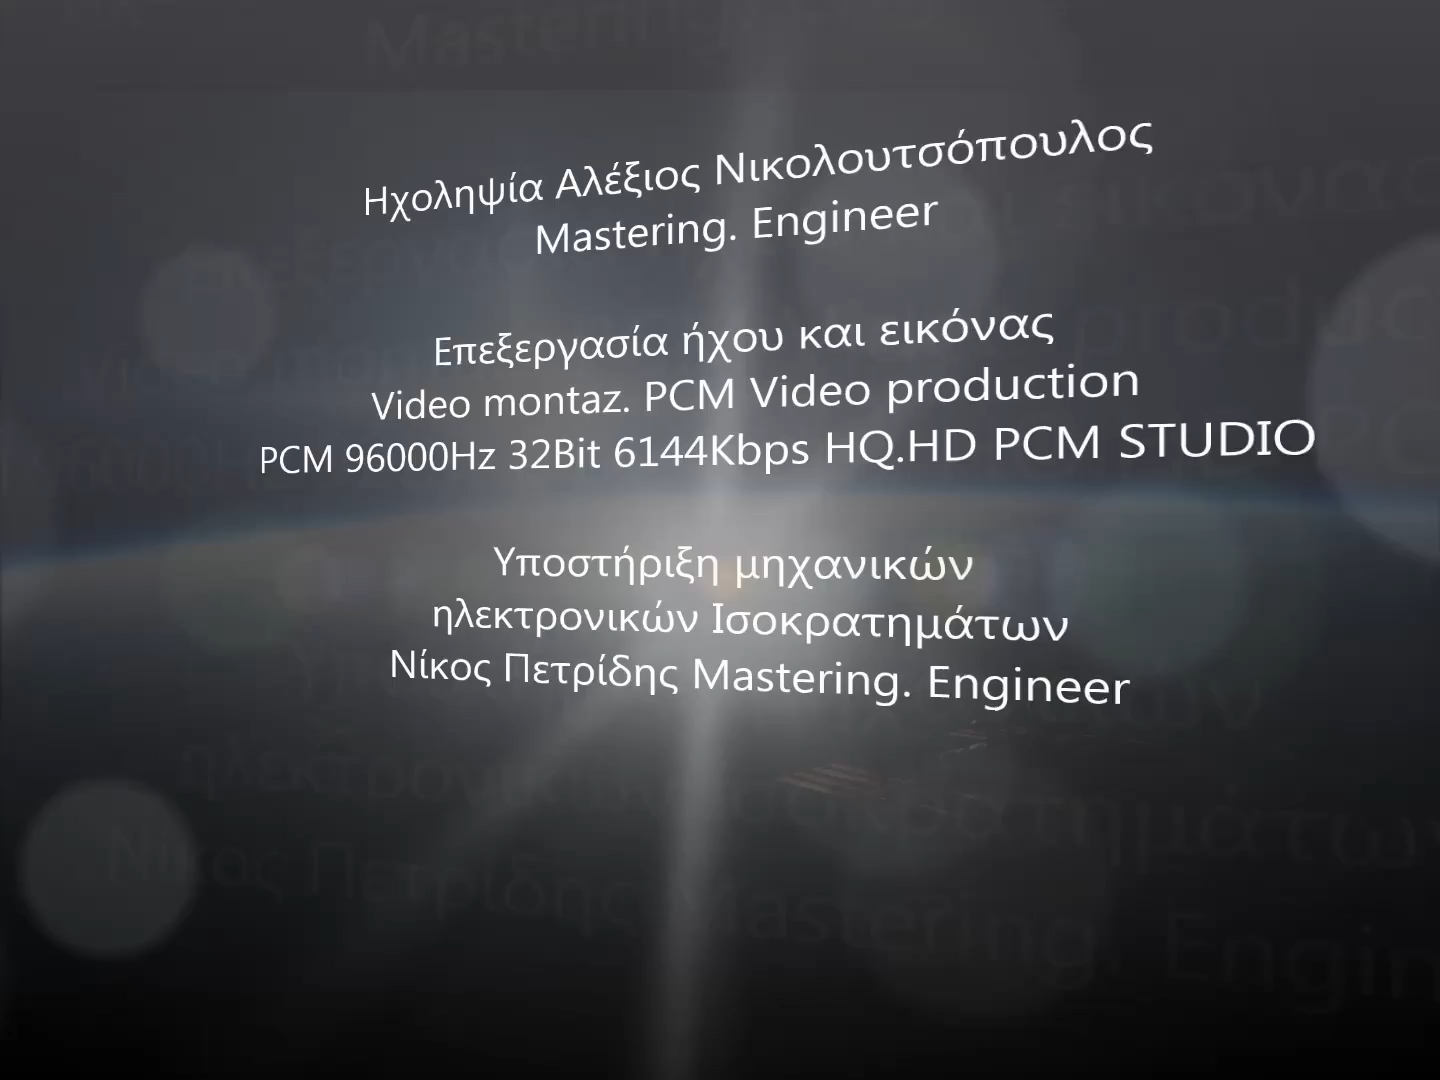 Ηχοληψία Αλέξιος Νικολουτσόπουλος
Mastering. Engineer
Επεξεργασία ήχου και εικόνας
Video montaz. PCM Video production
PCM 96000Hz 32Bit 6144Kbps HQ.HD PCM STUDIO
Υποστήριξη μηχανικών
ηλεκτρονικών Ισοκρατημάτων
Νίκος Πετρίδης Mastering. Engineer